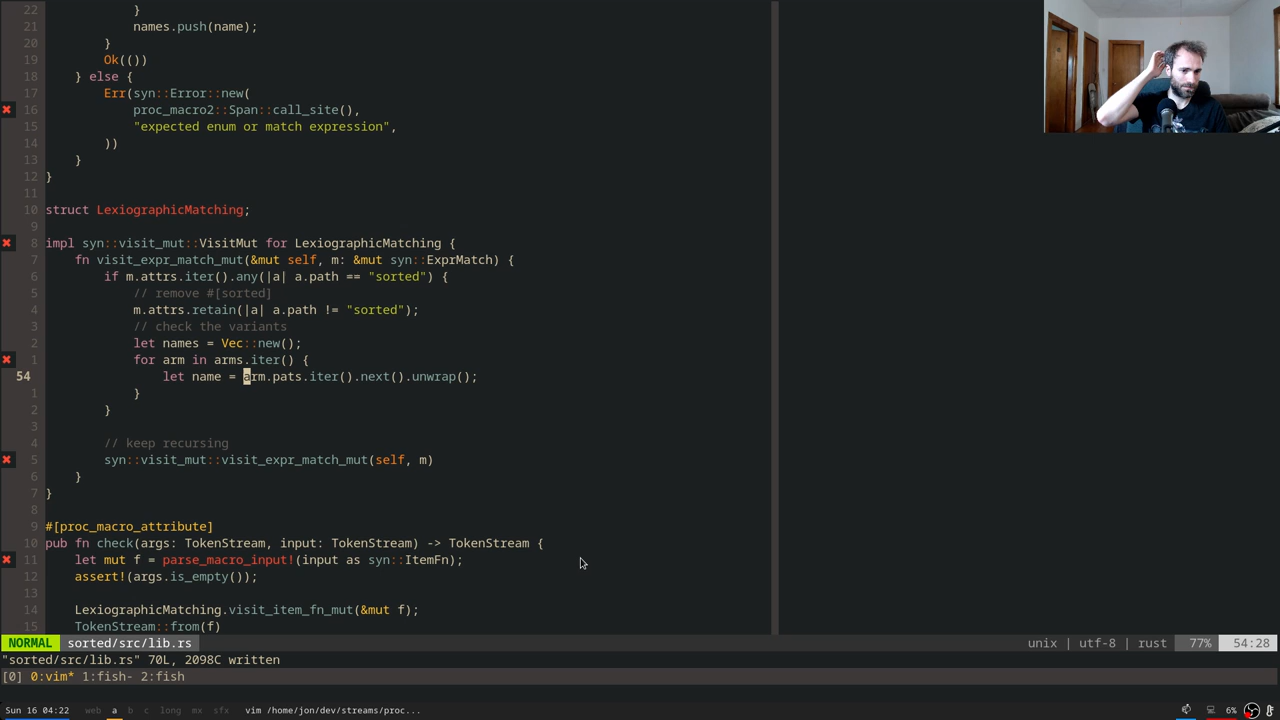 22                }
21                names.push(name);
20            }
19            Ok(())
18        } else {
17            Err(syn::Error::new(
16                proc_macro2::Span::call_site(),
15                "expected enum or match expression",
14            ))
13        }
12    }
11
10    struct LexiographicMatching;
9
8    impl syn::visit_mut::VisitMut for LexiographicMatching {
7        fn visit_expr_match_mut(&mut self, m: &mut syn::ExprMatch) {
6            if m.attrs.iter().any(|a| a.path == "sorted") {
5                // remove #[sorted]
4                m.attrs.retain(|a| a.path != "sorted");
3                // check the variants
2                let names = Vec::new();
1                for arm in arms.iter() {
54                    let name = arm.pats.iter().next().unwrap();
1                }
2            }
3
4            // keep recursing
5            syn::visit_mut::visit_expr_match_mut(self, m)
6        }
7    }
8
9    #[proc_macro_attribute]
10    pub fn check(args: TokenStream, input: TokenStream) -> TokenStream {
11        let mut f = parse_macro_input!(input as syn::ItemFn);
12        assert!(args.is_empty());
13
14        LexiographicMatching.visit_item_fn_mut(&mut f);
15        TokenStream::from(f)
NORMAL sorted/src/lib.rs unix | utf-8 | rust 77% 54:28
"sorted/src/lib.rs" 70L, 2098C written
[0] 0:vim* 1:fish- 2:fish
Sun 16 04:22 web a b c long mx sfx vim /home/jon/dev/streams/proc... 6%